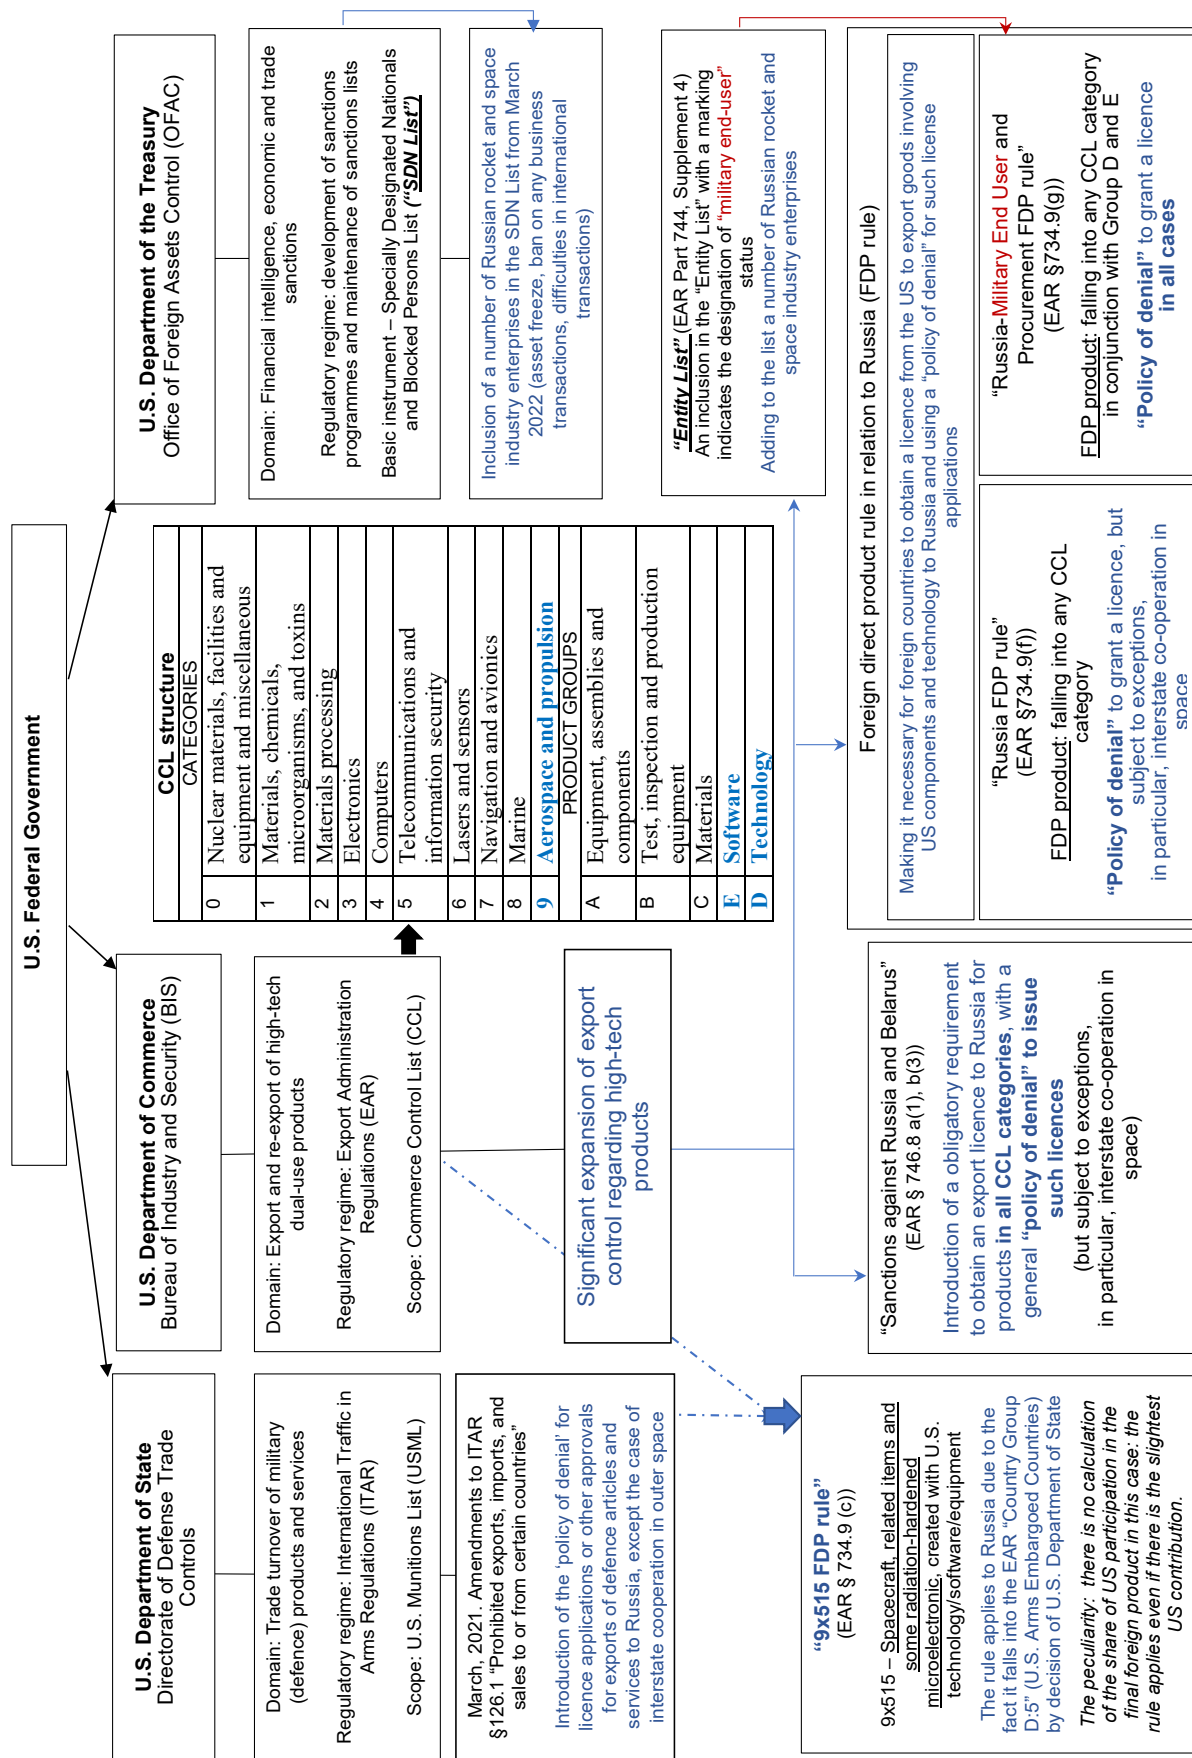 U.S. Federal Government
U.S. Department of State
Directorate of Defense Trade
Controls
Domain: Trade turnover of military
(defence) products and services
Regulatory regime: International Traffic in
Arms Regulations (ITAR)
Scope: U.S. Munitions List (USML)
March, 2021. Amendments to ITAR
§126.1 “Prohibited exports, imports, and
sales to or from certain countries”
Introduction of the ‘policy of denial’ for
licence applications or other approvals
for exports of defence articles and
services to Russia, except the case of
interstate cooperation in outer space
“9x515 FDP rule”
(EAR § 734.9 (c))
9x515 – Spacecraft, related items and
some radiation-hardened
microelectronic, created with U.S.
technology/software/equipment
The rule applies to Russia due to the
fact it falls into the EAR “Country Group
D:5” (U.S. Arms Embargoed Countries)
by decision of U.S. Department of State
The peculiarity: there is no calculation
of the share of US participation in the
final foreign product in this case: the
rule applies even if there is the slightest
US contribution.
U.S. Department of Commerce
Bureau of Industry and Security (BIS)
Domain: Export and re-export of high-tech
dual-use products
Regulatory regime: Export Administration
Regulations (EAR)
Scope: Commerce Control List (CCL)
Significant expansion of export
control regarding high-tech
products
“Sanctions against Russia and Belarus”
(EAR § 746.8 a(1), b(3))
Introduction of a obligatory requirement
to obtain an export licence to Russia for
products in all CCL categories, with a
general “policy of denial” to issue
such licences
(but subject to exceptions,
in particular, interstate co-operation in
space)
CCL structure
CATEGORIES
0 Nuclear materials, facilities and
equipment and miscellaneous
1 Materials, chemicals,
microorganisms, and toxins
2 Materials processing
3 Electronics
4 Computers
5 Telecommunications and
information security
6 Lasers and sensors
7 Navigation and avionics
8 Marine
9 Aerospace and propulsion
PRODUCT GROUPS
A Equipment, assemblies and
components
B Test, inspection and production
equipment
C Materials
E Software
D Technology
U.S. Department of the Treasury
Office of Foreign Assets Control (OFAC)
Domain: Financial intelligence, economic and trade
sanctions
Regulatory regime: development of sanctions
programmes and maintenance of sanctions lists
Basic instrument – Specially Designated Nationals
and Blocked Persons List (“SDN List”)
Inclusion of a number of Russian rocket and space
industry enterprises in the SDN List from March
2022 (asset freeze, ban on any business
transactions, difficulties in international
transactions)
“Entity List” (EAR Part 744, Supplement 4)
An inclusion in the “Entity List” with a marking
indicates the designation of “military end-user”
status
Adding to the list a number of Russian rocket and
space industry enterprises
Foreign direct product rule in relation to Russia (FDP rule)
Making it necessary for foreign countries to obtain a licence from the US to export goods involving
US components and technology to Russia and using a “policy of denial” for such license
applications
“Russia FDP rule”
(EAR §734.9(f))
FDP product: falling into any CCL
category
“Policy of denial” to grant a licence, but
subject to exceptions,
in particular, interstate co-operation in
space
“Russia-Military End User and
Procurement FDP rule”
(EAR §734.9(g))
FDP product: falling into any CCL category
in conjunction with Group D and E
“Policy of denial” to grant a licence
in all cases